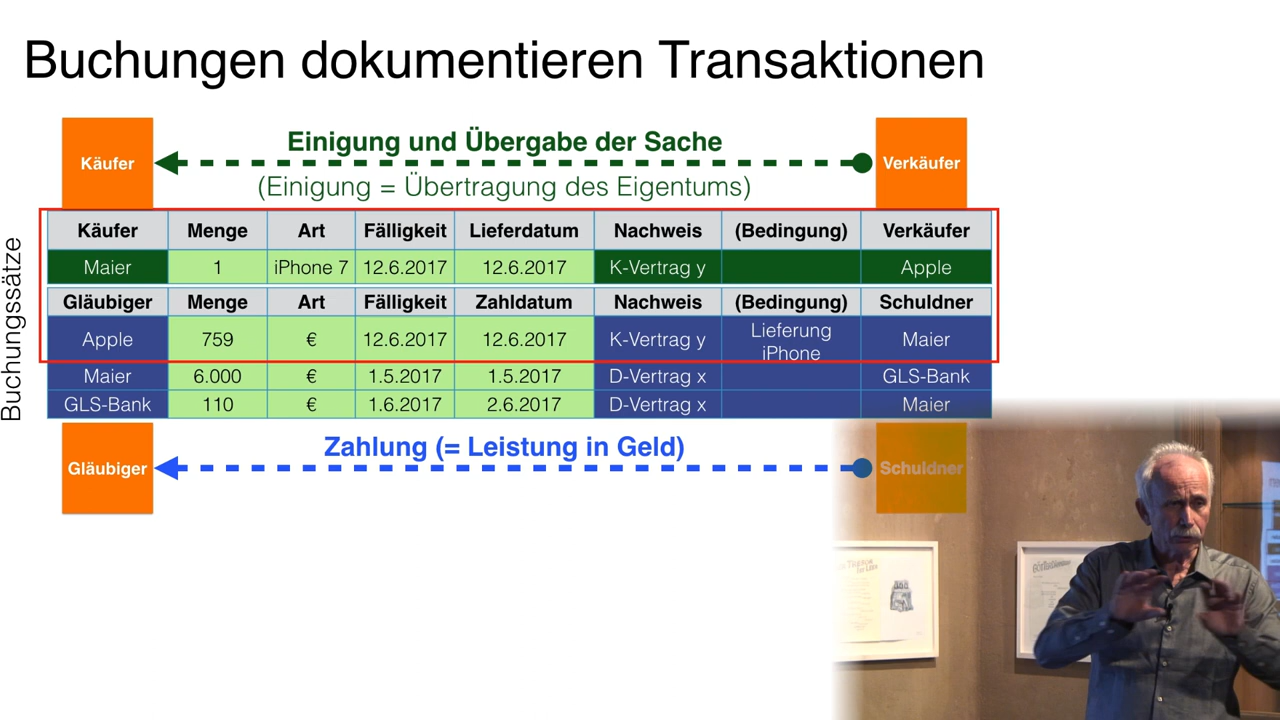 Buchungen dokumentieren Transaktionen
Käufer
Einigung und Übergabe der Sache
(Einigung = Übertragung des Eigentums)
Verkäufer
Buchungssätze
Käufer Menge Art Fälligkeit Lieferdatum Nachweis (Bedingung) Verkäufer
Maier 1 iPhone 7 12.6.2017 12.6.2017 K-Vertrag y Apple
Gläubiger Menge Art Fälligkeit Zahldatum Nachweis (Bedingung) Schuldner
Apple 759 € 12.6.2017 12.6.2017 K-Vertrag y Lieferung iPhone Maier
Maier 6.000 € 1.5.2017 1.5.2017 D-Vertrag x GLS-Bank
GLS-Bank 110 € 1.6.2017 2.6.2017 D-Vertrag x Maier
Gläubiger
Zahlung (= Leistung in Geld)
Schuldner